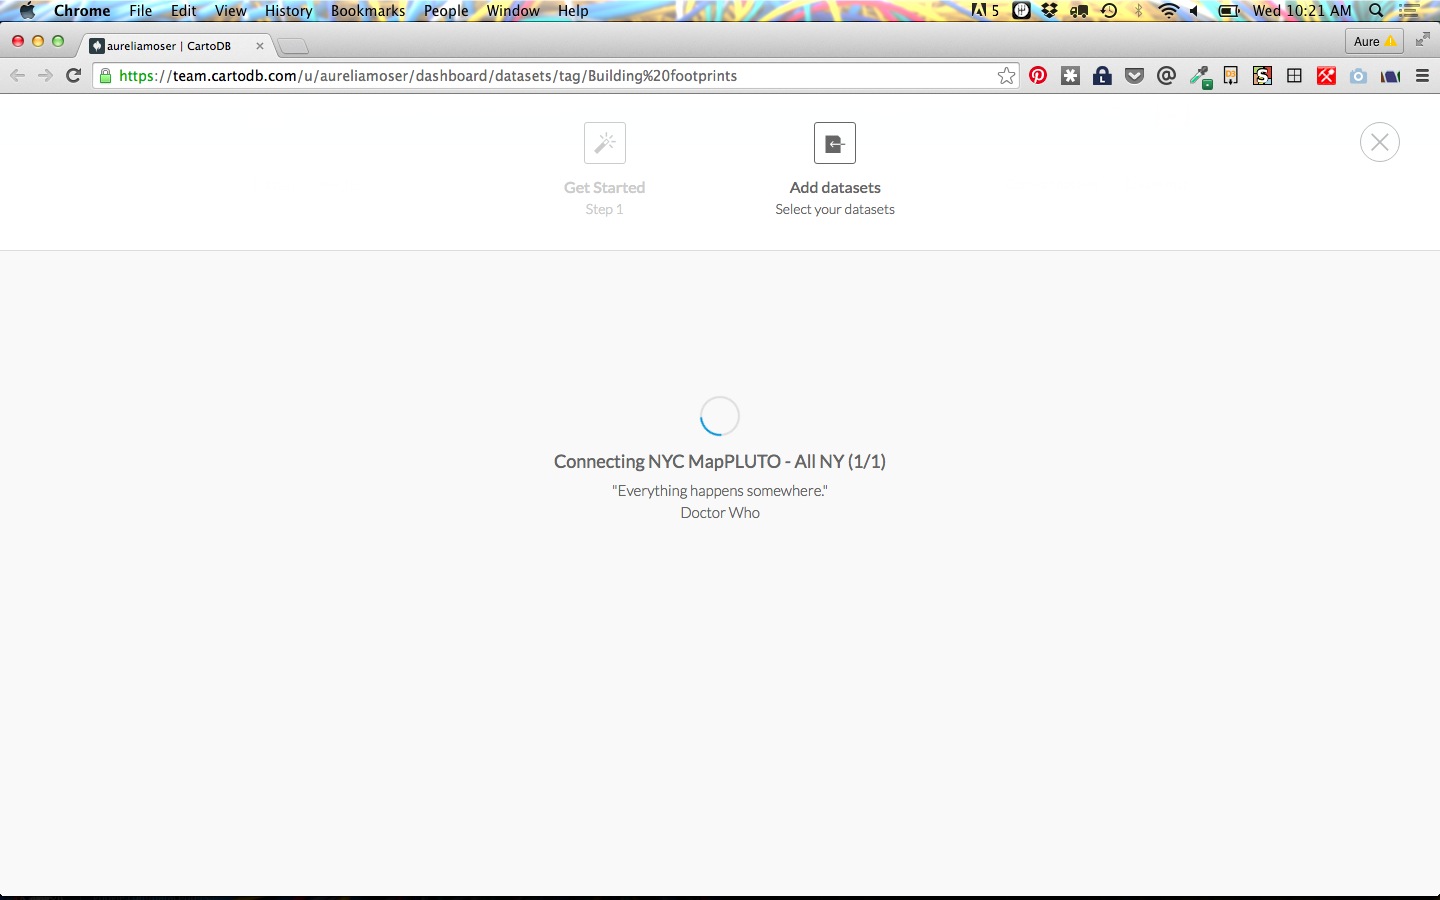 Chrome File Edit View History Bookmarks People Window Help 5 Wed 10:21 AM
aureliamoser | CartoDB Aure
https://team.cartodb.com/u/aureliamoser/dashboard/datasets/tag/Building%20footprints
Get Started
Step 1
Add datasets
Select your datasets
Connecting NYC MapPLUTO - All NY (1/1)
"Everything happens somewhere."
Doctor Who